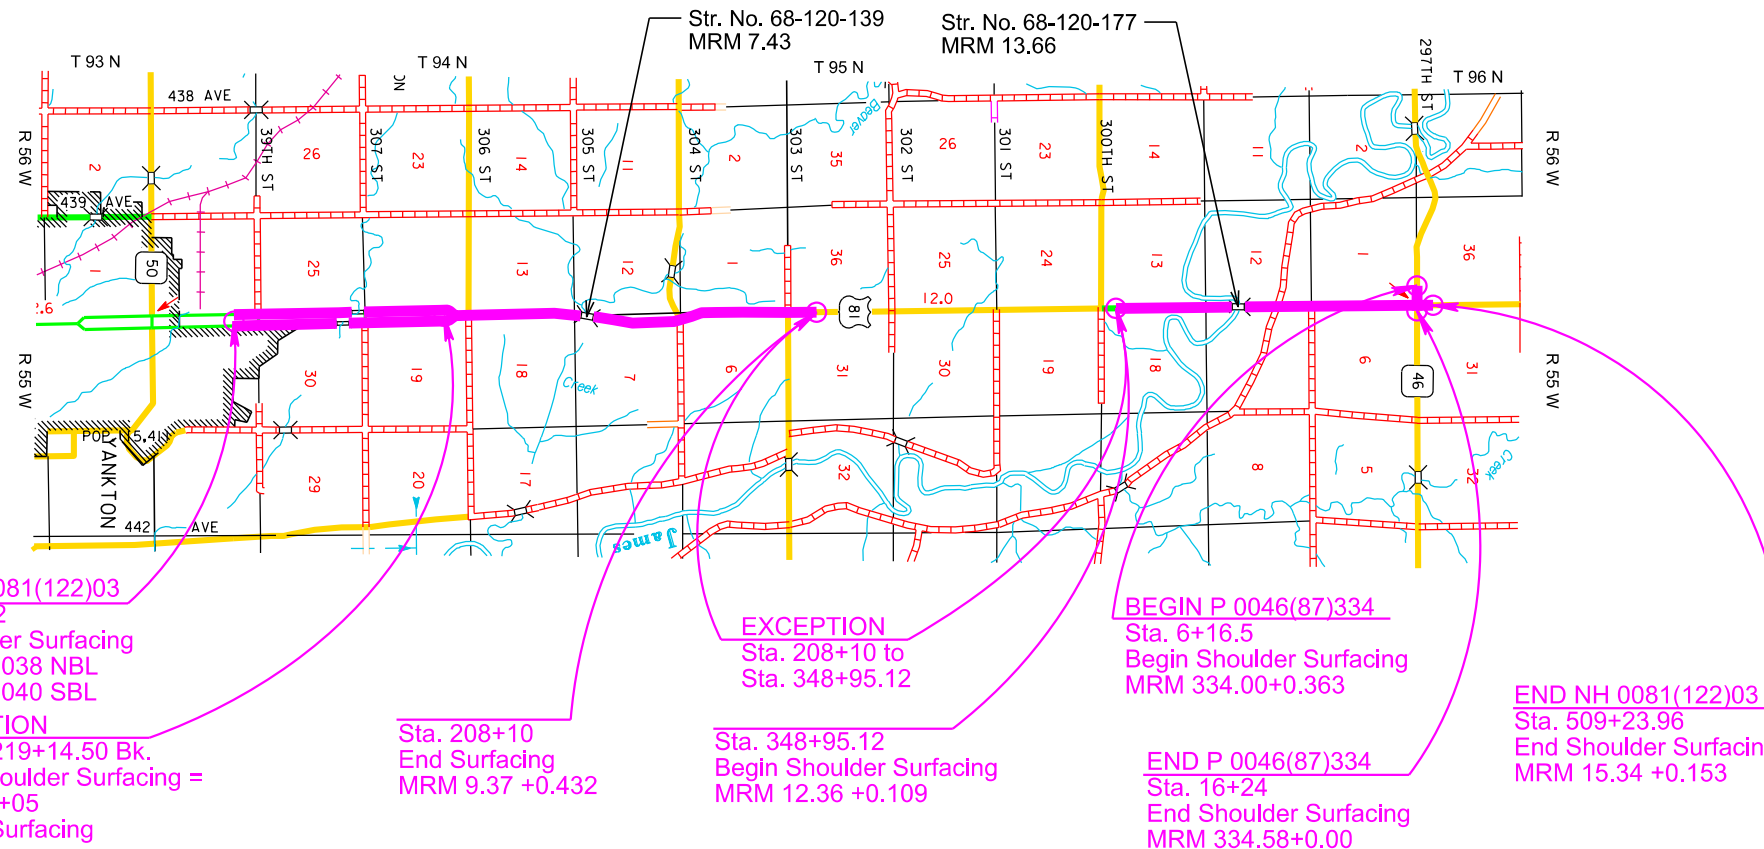 Str. No. 68-120-139
MRM 7.43
Str. No. 68-120-177
MRM 13.66
T 93 N
T 94 N
T 95 N
T 96 N
297TH ST
438 AVE
ON
R 56 W
R 56 W
39TH ST
307 ST
306 ST
305 ST
304 ST
303 ST
302 ST
301 ST
300TH ST
Beaver
2
26
23
14
11
2
35
26
23
14
11
2
439 AVE
1
50
25
13
12
1
36
25
24
13
12
1
36
2.6
81
12.0
R 55 W
R 55 W
30
19
18
7
6
31
30
19
18
6
46
31
Creek
POP. (15,411)
YANKTON
29
20
17
32
8
5
32
Creek
442 AVE
James
081(122)03
2
er Surfacing
038 NBL
040 SBL
TION
219+14.50 Bk.
oulder Surfacing =
+05
Surfacing
Sta. 208+10
End Surfacing
MRM 9.37 +0.432
EXCEPTION
Sta. 208+10 to
Sta. 348+95.12
Sta. 348+95.12
Begin Shoulder Surfacing
MRM 12.36 +0.109
BEGIN P 0046(87)334
Sta. 6+16.5
Begin Shoulder Surfacing
MRM 334.00+0.363
END P 0046(87)334
Sta. 16+24
End Shoulder Surfacing
MRM 334.58+0.00
END NH 0081(122)03
Sta. 509+23.96
End Shoulder Surfacin
MRM 15.34 +0.153